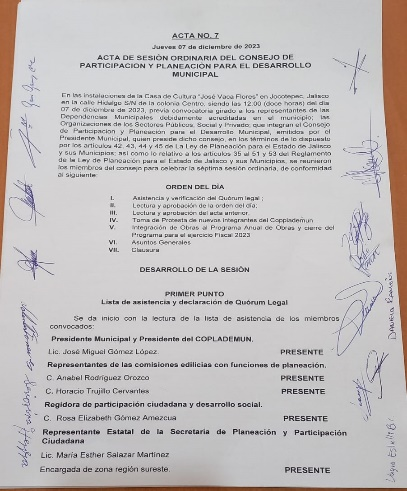 ACTA NO. 7
Jueves 07 de diciembre de 2023
ACTA DE SESIÓN ORDINARIA DEL CONSEJO DE
PARTICIPACIÓN Y PLANEACIÓN PARA EL DESARROLLO
MUNICIPAL
En las instalaciones de la Casa de Cultura "José Vaca Flores" en Jocotepec, Jalisco
en la calle Hidalgo S/N de la colonia Centro, siendo las 12:00 (doce horas) del día
07 de diciembre de 2023, previa convocatoria girada a los representantes de las
Dependencias Municipales debidamente acreditadas en el municipio; las
Organizaciones de los Sectores Público, Social y Privado; que integran el Consejo
de Participación y Planeación para el Desarrollo Municipal, emitidos por el
Presidente Municipal, quien preside dicho consejo, en los términos de lo dispuesto
por los artículos 42, 43, 44 y 45 de La Ley de Planeación para el Estado de Jalisco
y sus Municipios; así como lo relativo a los artículos 35 al 51 y 53 del Reglamento
de la Ley de Planeación para el Estado de Jalisco y sus Municipios, se reunieron
los miembros del consejo para celebrar la séptima sesión ordinaria, de conformidad
al siguiente:
ORDEN DEL DÍA
I. Asistencia y verificación del Quórum legal ;
II. Lectura y aprobación de la orden del día;
III. Lectura y aprobación del acta anterior,
IV. Toma de Protesta de nuevos integrantes del Copplademun
V. Integración de Obras al Programa Anual de Obras y cierre del
Programa para el ejercicio Fiscal 2023
VI. Asuntos Generales
VII. Clausura
DESARROLLO DE LA SESIÓN
PRIMER PUNTO
Lista de asistencia y declaración de Quórum Legal
Se da inicio con la lectura de la lista de asistencia de los miembros
convocados:
Presidente Municipal y Presidente del COPLADEMUN.
Lic. José Miguel Gómez López. PRESENTE
Representantes de las comisiones edilicias con funciones de planeación.
C. Anabel Rodríguez Orozco PRESENTE
C. Horacio Trujillo Cervantes PRESENTE
Regidora de participación ciudadana y desarrollo social.
C. Rosa Elizabeth Gómez Amezcua PRESENTE
Representante Estatal de la Secretaria de Planeación y Participación
Ciudadana
Lic. María Esther Salazar Martínez
Encargada de zona región sureste. PRESENTE